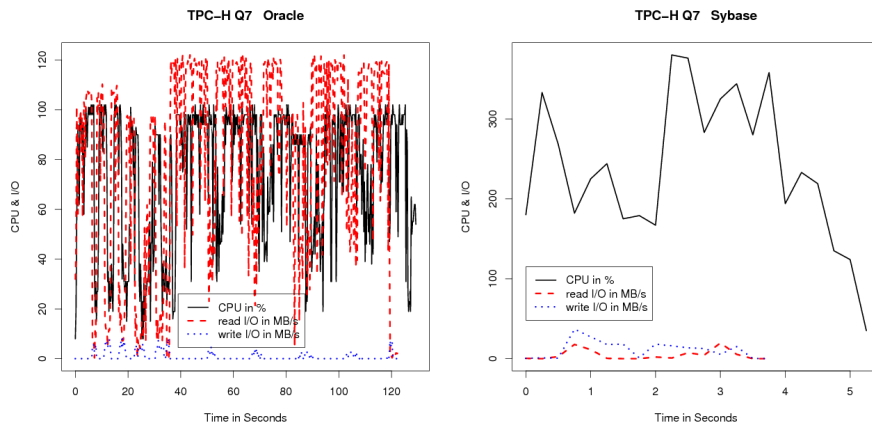 TPC−H Q7   Oracle
CPU & I/O
0
20
40
60
80
100
120
CPU in %
read I/O in MB/s
write I/O in MB/s
0
20
40
60
80
100
120
Time in Seconds
TPC−H Q7   Sybase
CPU & I/O
0
100
200
300
CPU in %
read I/O in MB/s
write I/O in MB/s
0
1
2
3
4
5
Time in Seconds